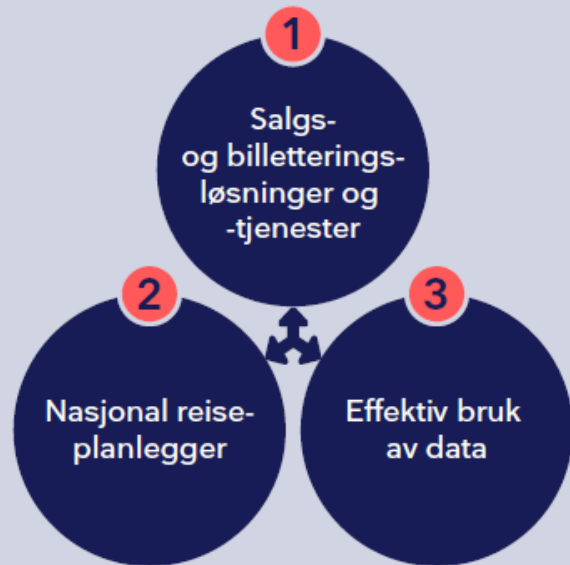 1
Salgs-
og billetterings-
løsninger og
-tjenester
2
Nasjonal reise-
planlegger
3
Effektiv bruk
av data